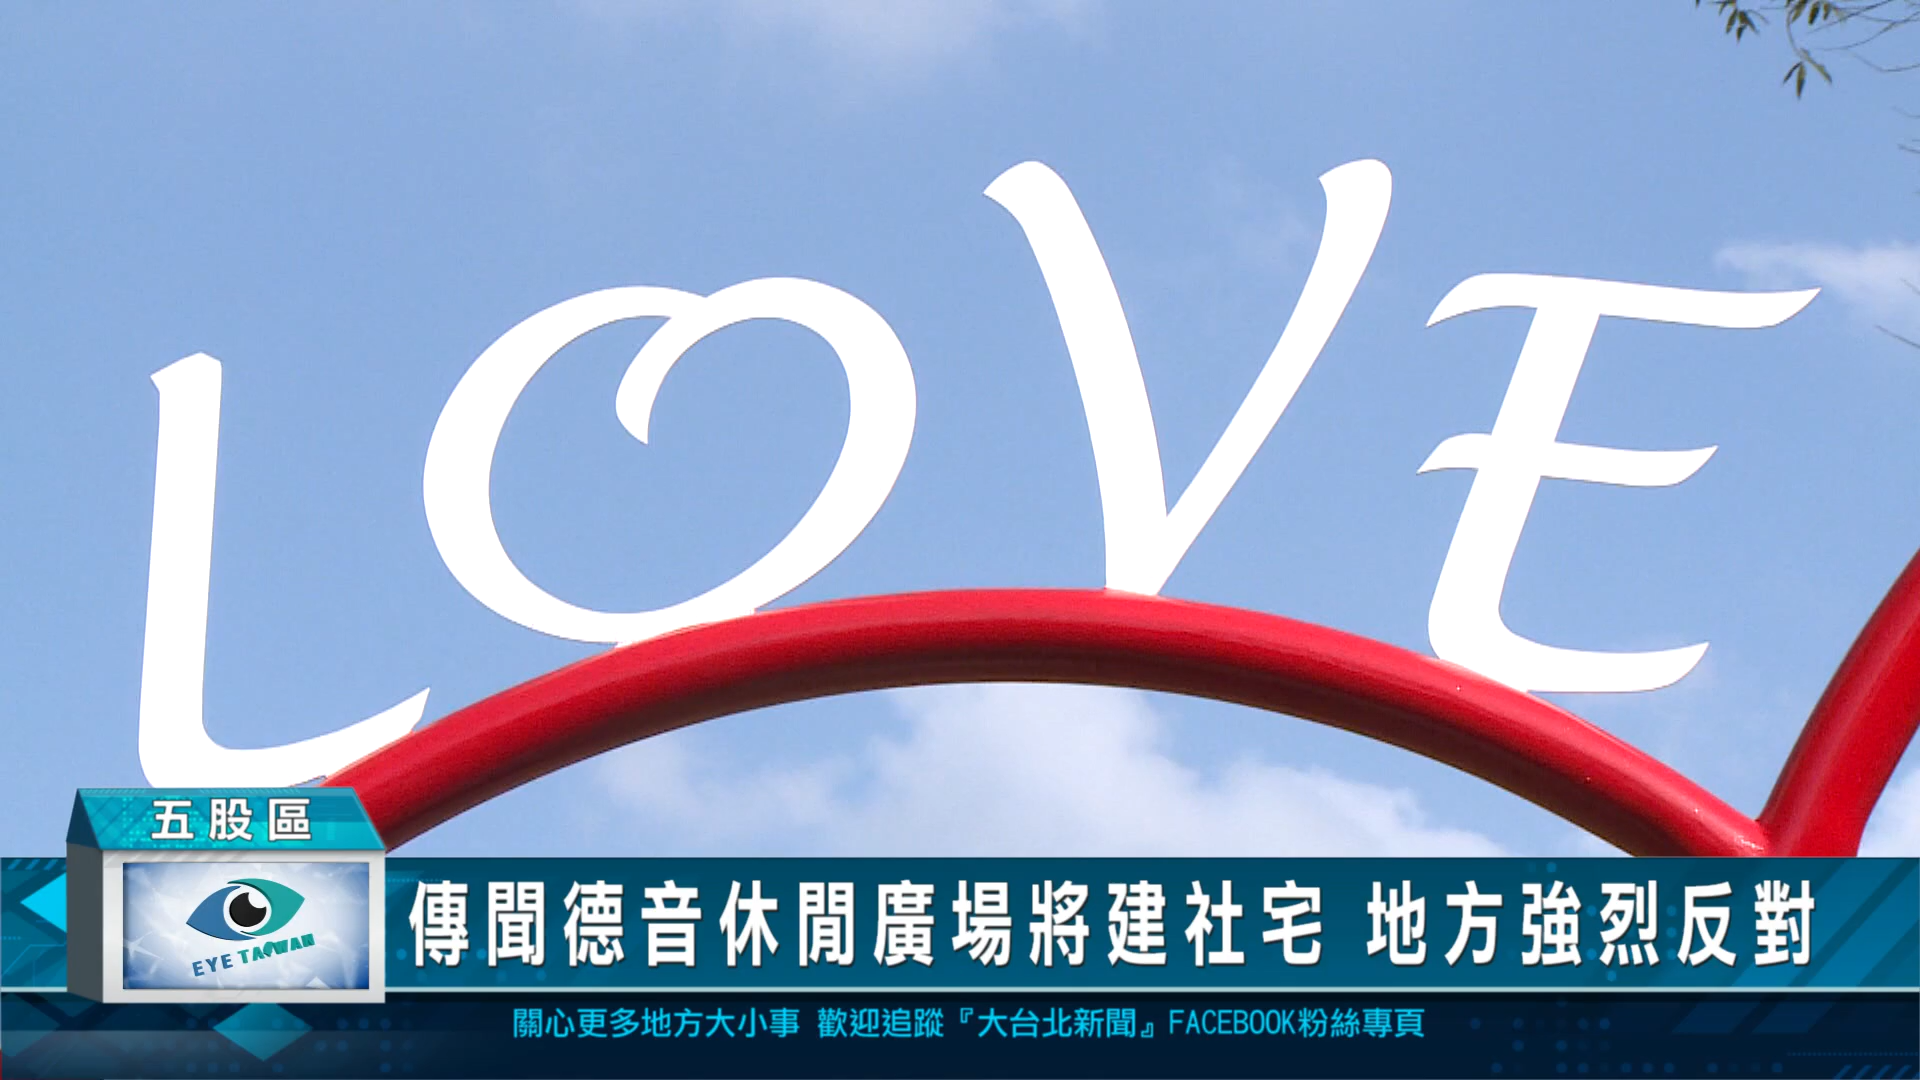 LOVE
五股區
EYE TAIWAN
傳聞德音休閒廣場將建社宅 地方強烈反對
關心更多地方大小事 歡迎追蹤『大台北新聞』FACEBOOK粉絲專頁